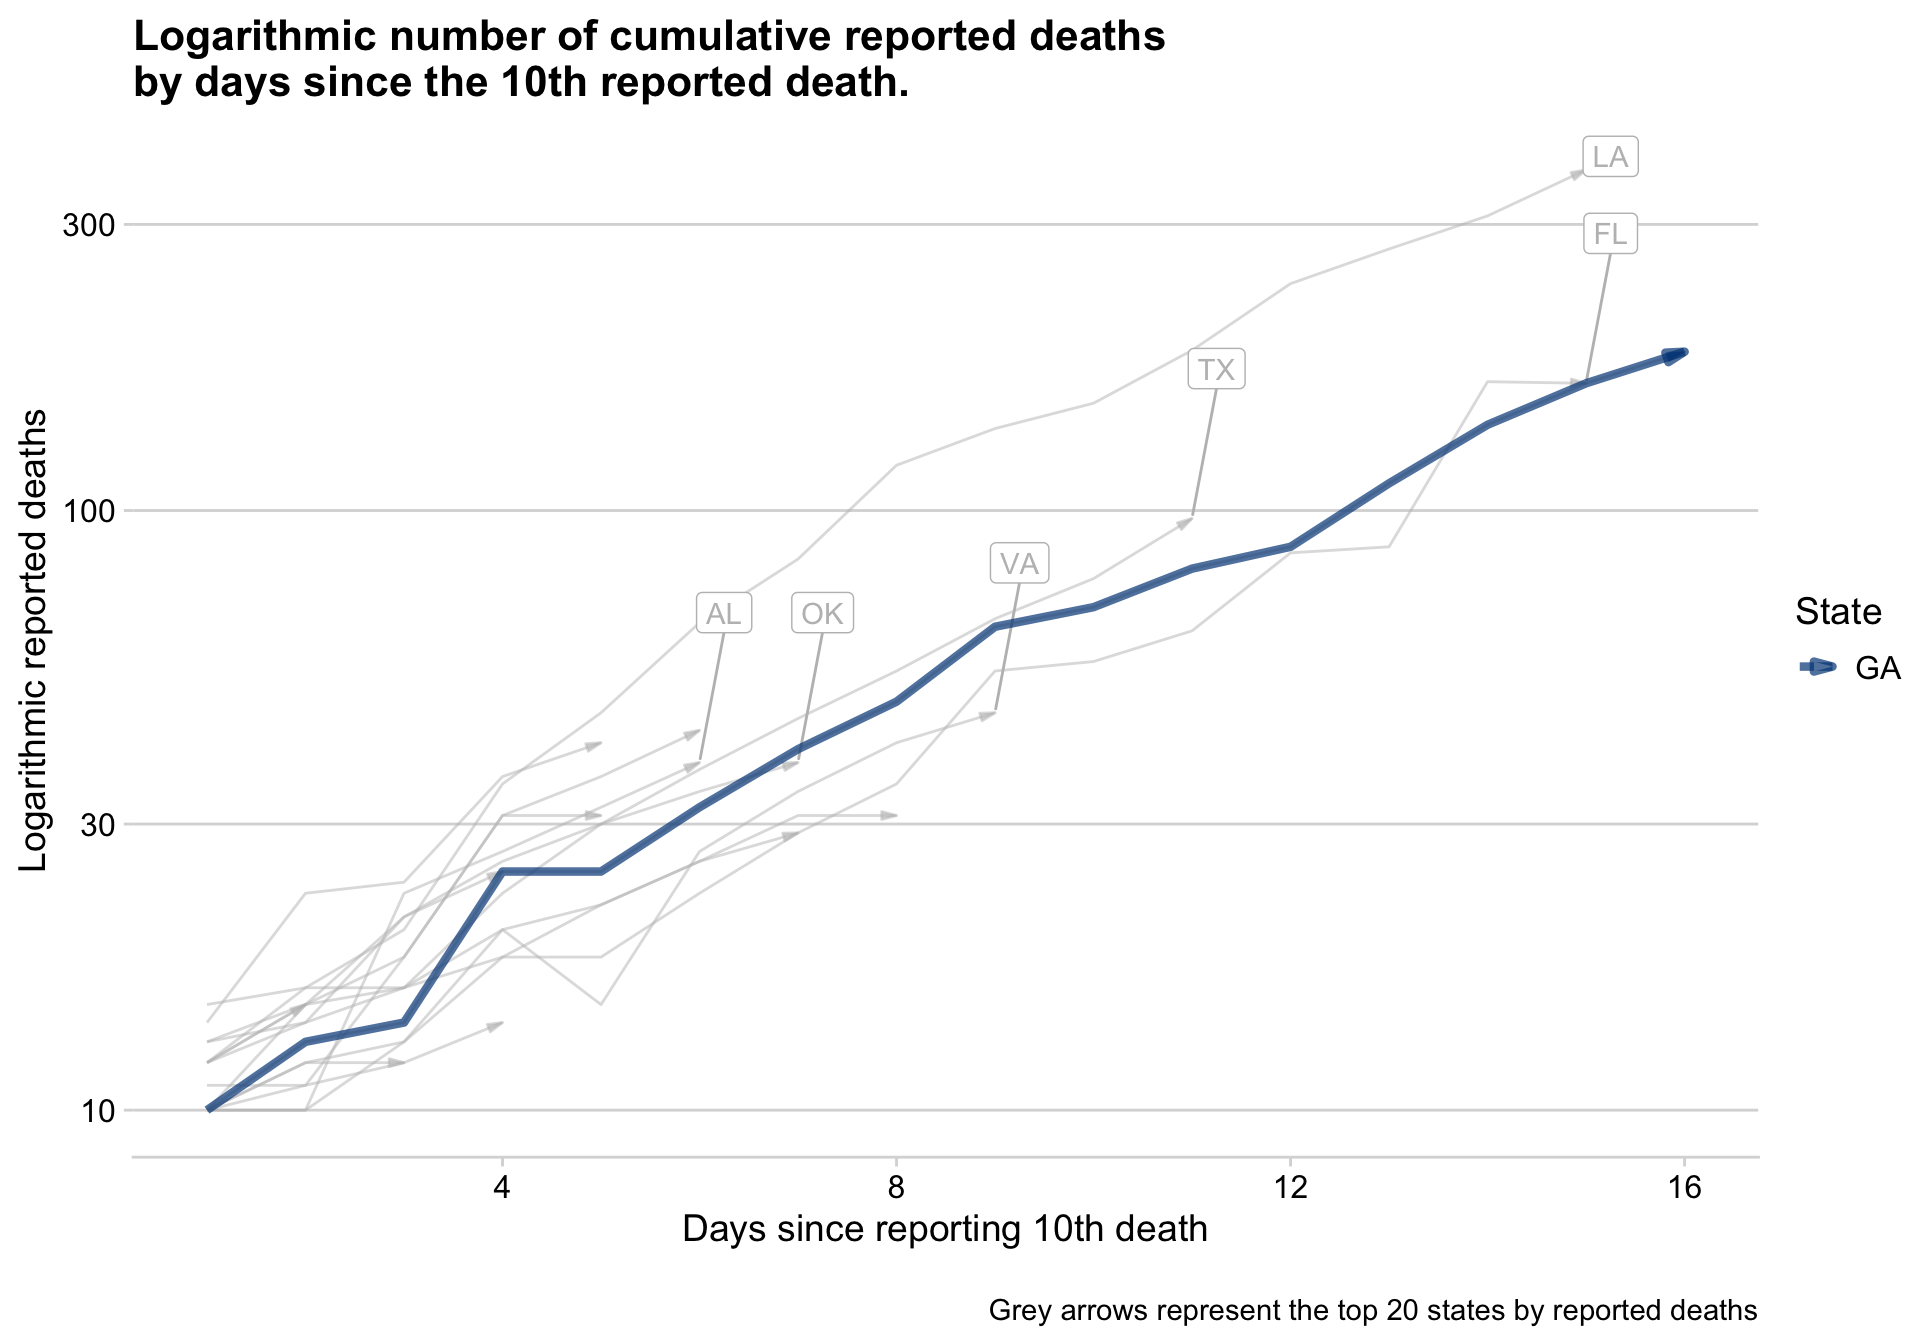 Logarithmic number of cumulative reported deaths
by days since the 10th reported death.
LA
300
FL
TX
100
VA
AL
OK
30
10
Logarithmic reported deaths
State
GA
4
8
12
16
Days since reporting 10th death
Grey arrows represent the top 20 states by reported deaths